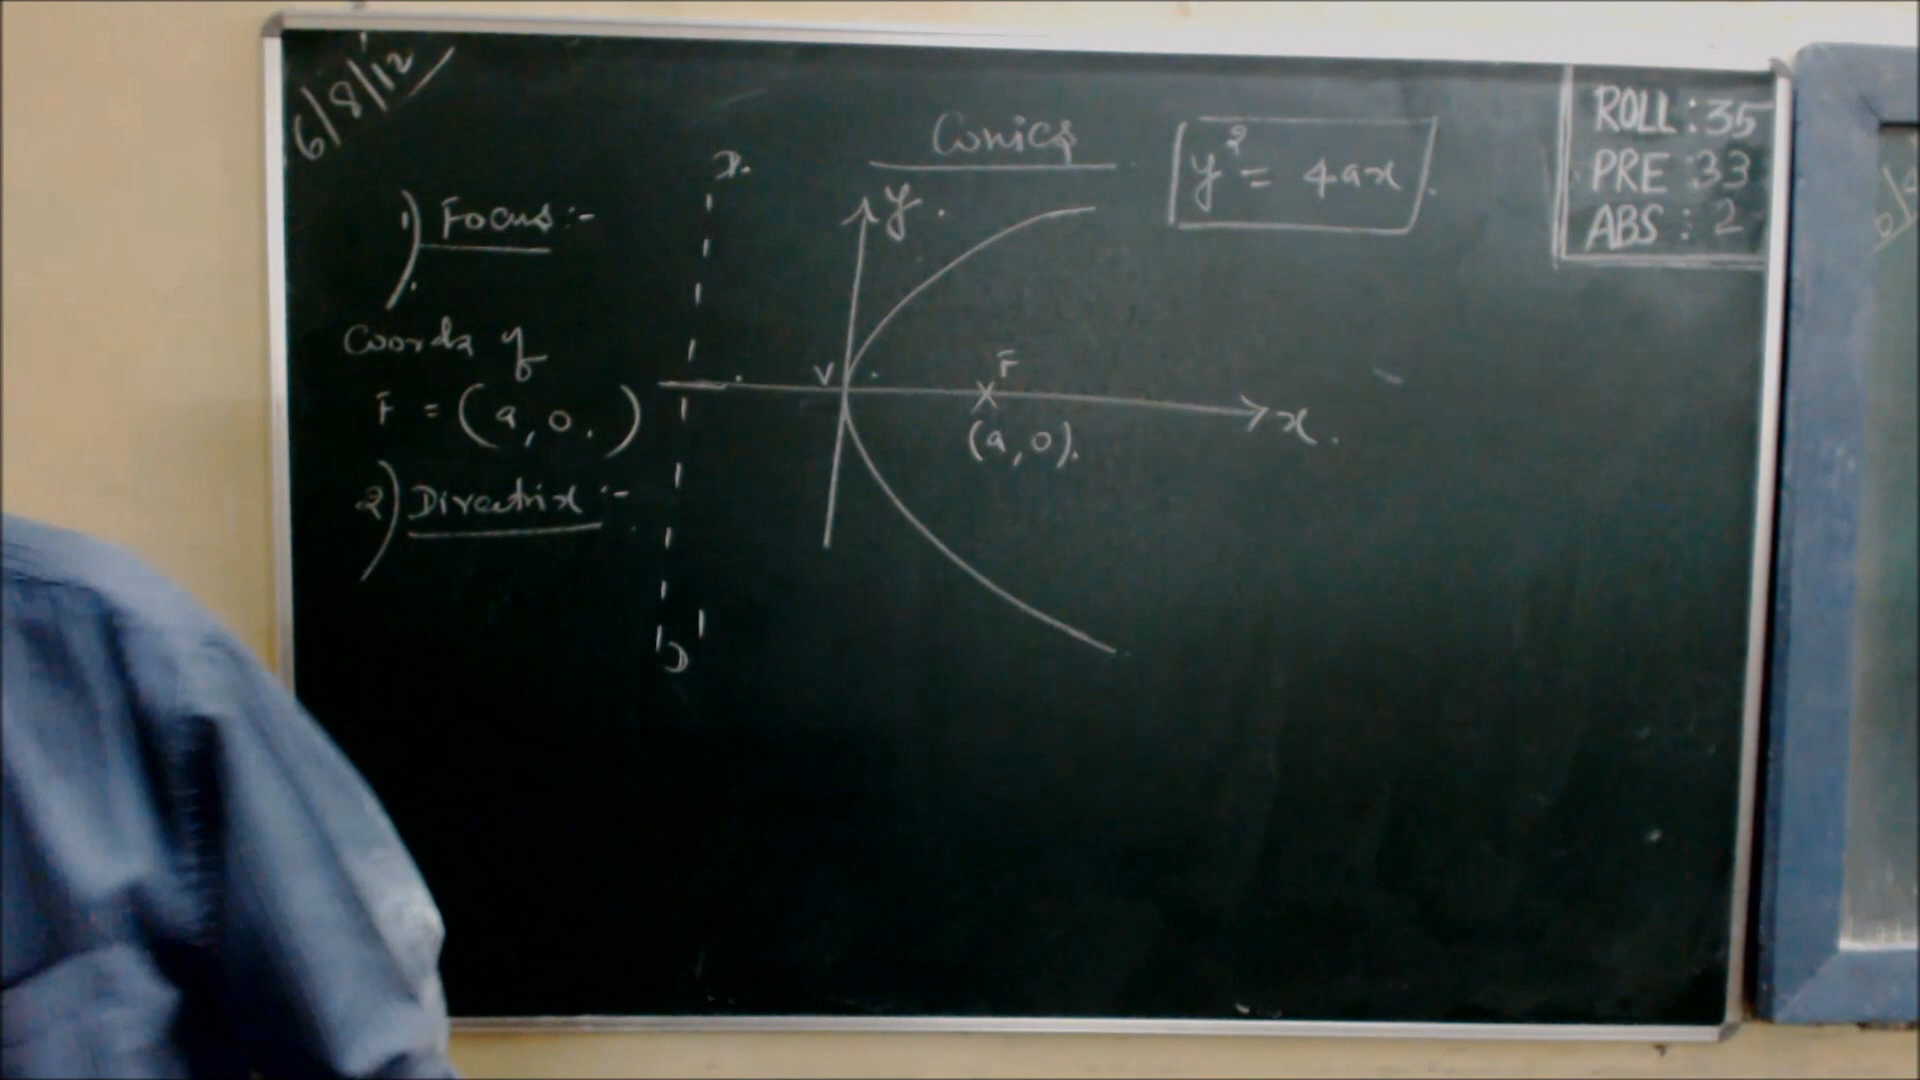 6/8/12
Conics
y² = 4ax
ROLL : 35
PRE : 33
ABS : 2
1) Focus :-
Coords of
F = (a, 0.)
2) Directrix :-
y.
V
F
(a, 0).
x.